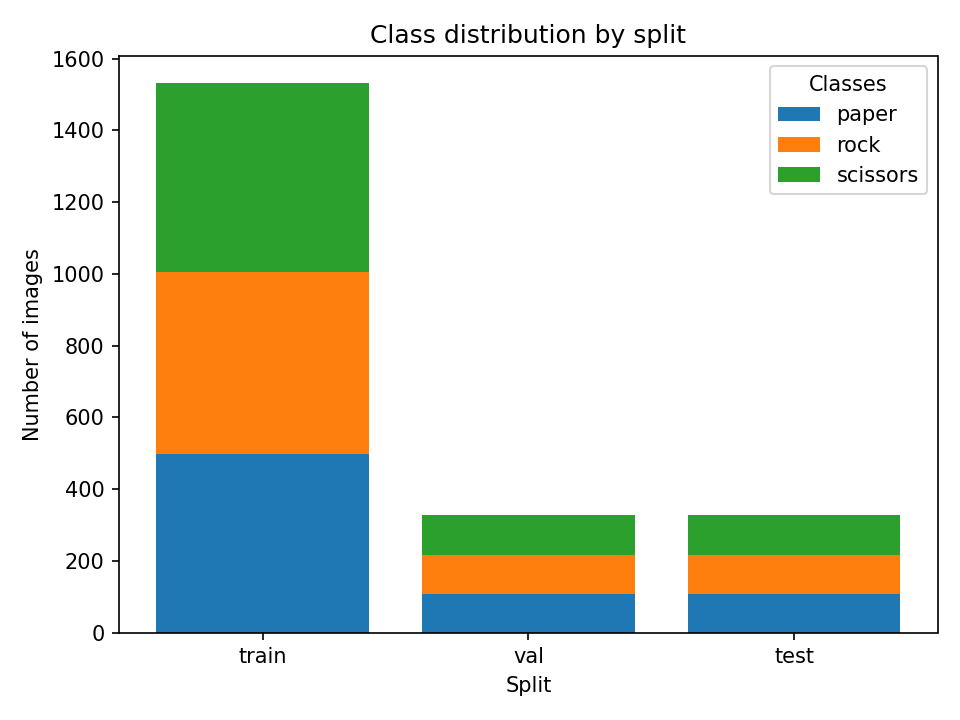 Class distribution by split
1600
1400
1200
1000
800
600
400
200
0
Number of images
Classes
paper
rock
scissors
train val test
Split